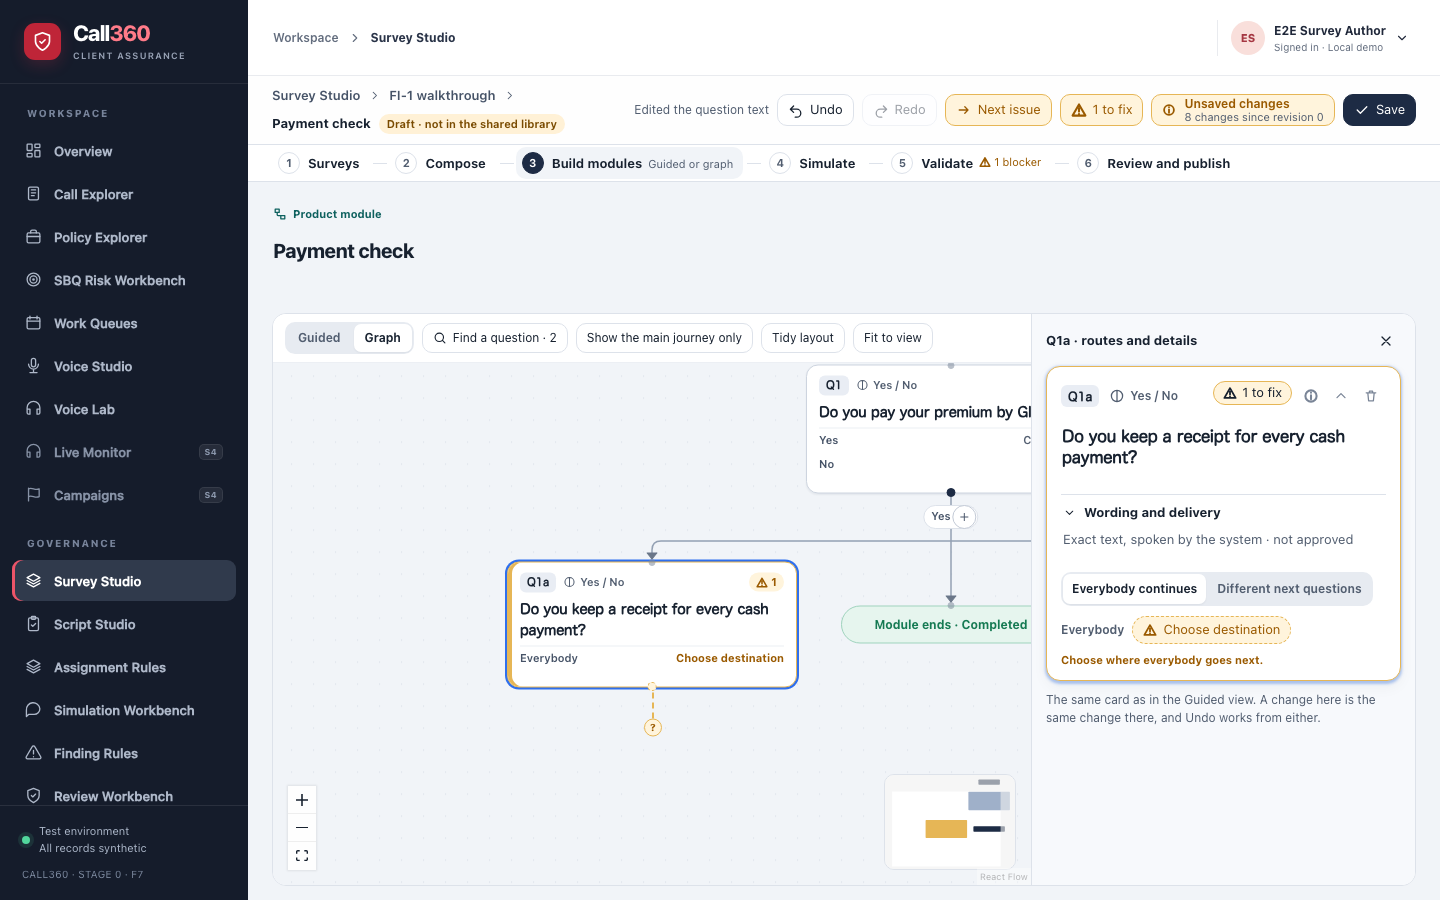 Call360
CLIENT ASSURANCE
WORKSPACE
Overview
Call Explorer
Policy Explorer
SBQ Risk Workbench
Work Queues
Voice Studio
Voice Lab
Live Monitor S4
Campaigns S4
GOVERNANCE
Survey Studio
Script Studio
Assignment Rules
Simulation Workbench
Finding Rules
Review Workbench
Test environment
All records synthetic
CALL360 · STAGE 0 · F7
Workspace > Survey Studio
ES
E2E Survey Author
Signed in · Local demo
Survey Studio > FI-1 walkthrough >
Payment check Draft · not in the shared library
Edited the question text
Undo
Redo
Next issue
1 to fix
Unsaved changes
8 changes since revision 0
Save
1 Surveys
2 Compose
3 Build modules Guided or graph
4 Simulate
5 Validate 1 blocker
6 Review and publish
Product module
Payment check
Guided Graph
Find a question · 2
Show the main journey only
Tidy layout
Fit to view
Q1 Yes / No
Do you pay your premium by
Yes
No
Yes +
Q1a Yes / No 1
Do you keep a receipt for every cash
payment?
Everybody Choose destination
?
Module ends · Completed
React Flow
Q1a · routes and details
Q1a Yes / No 1 to fix
Do you keep a receipt for every cash
payment?
Wording and delivery
Exact text, spoken by the system · not approved
Everybody continues Different next questions
Everybody Choose destination
Choose where everybody goes next.
The same card as in the Guided view. A change here is the
same change there, and Undo works from either.